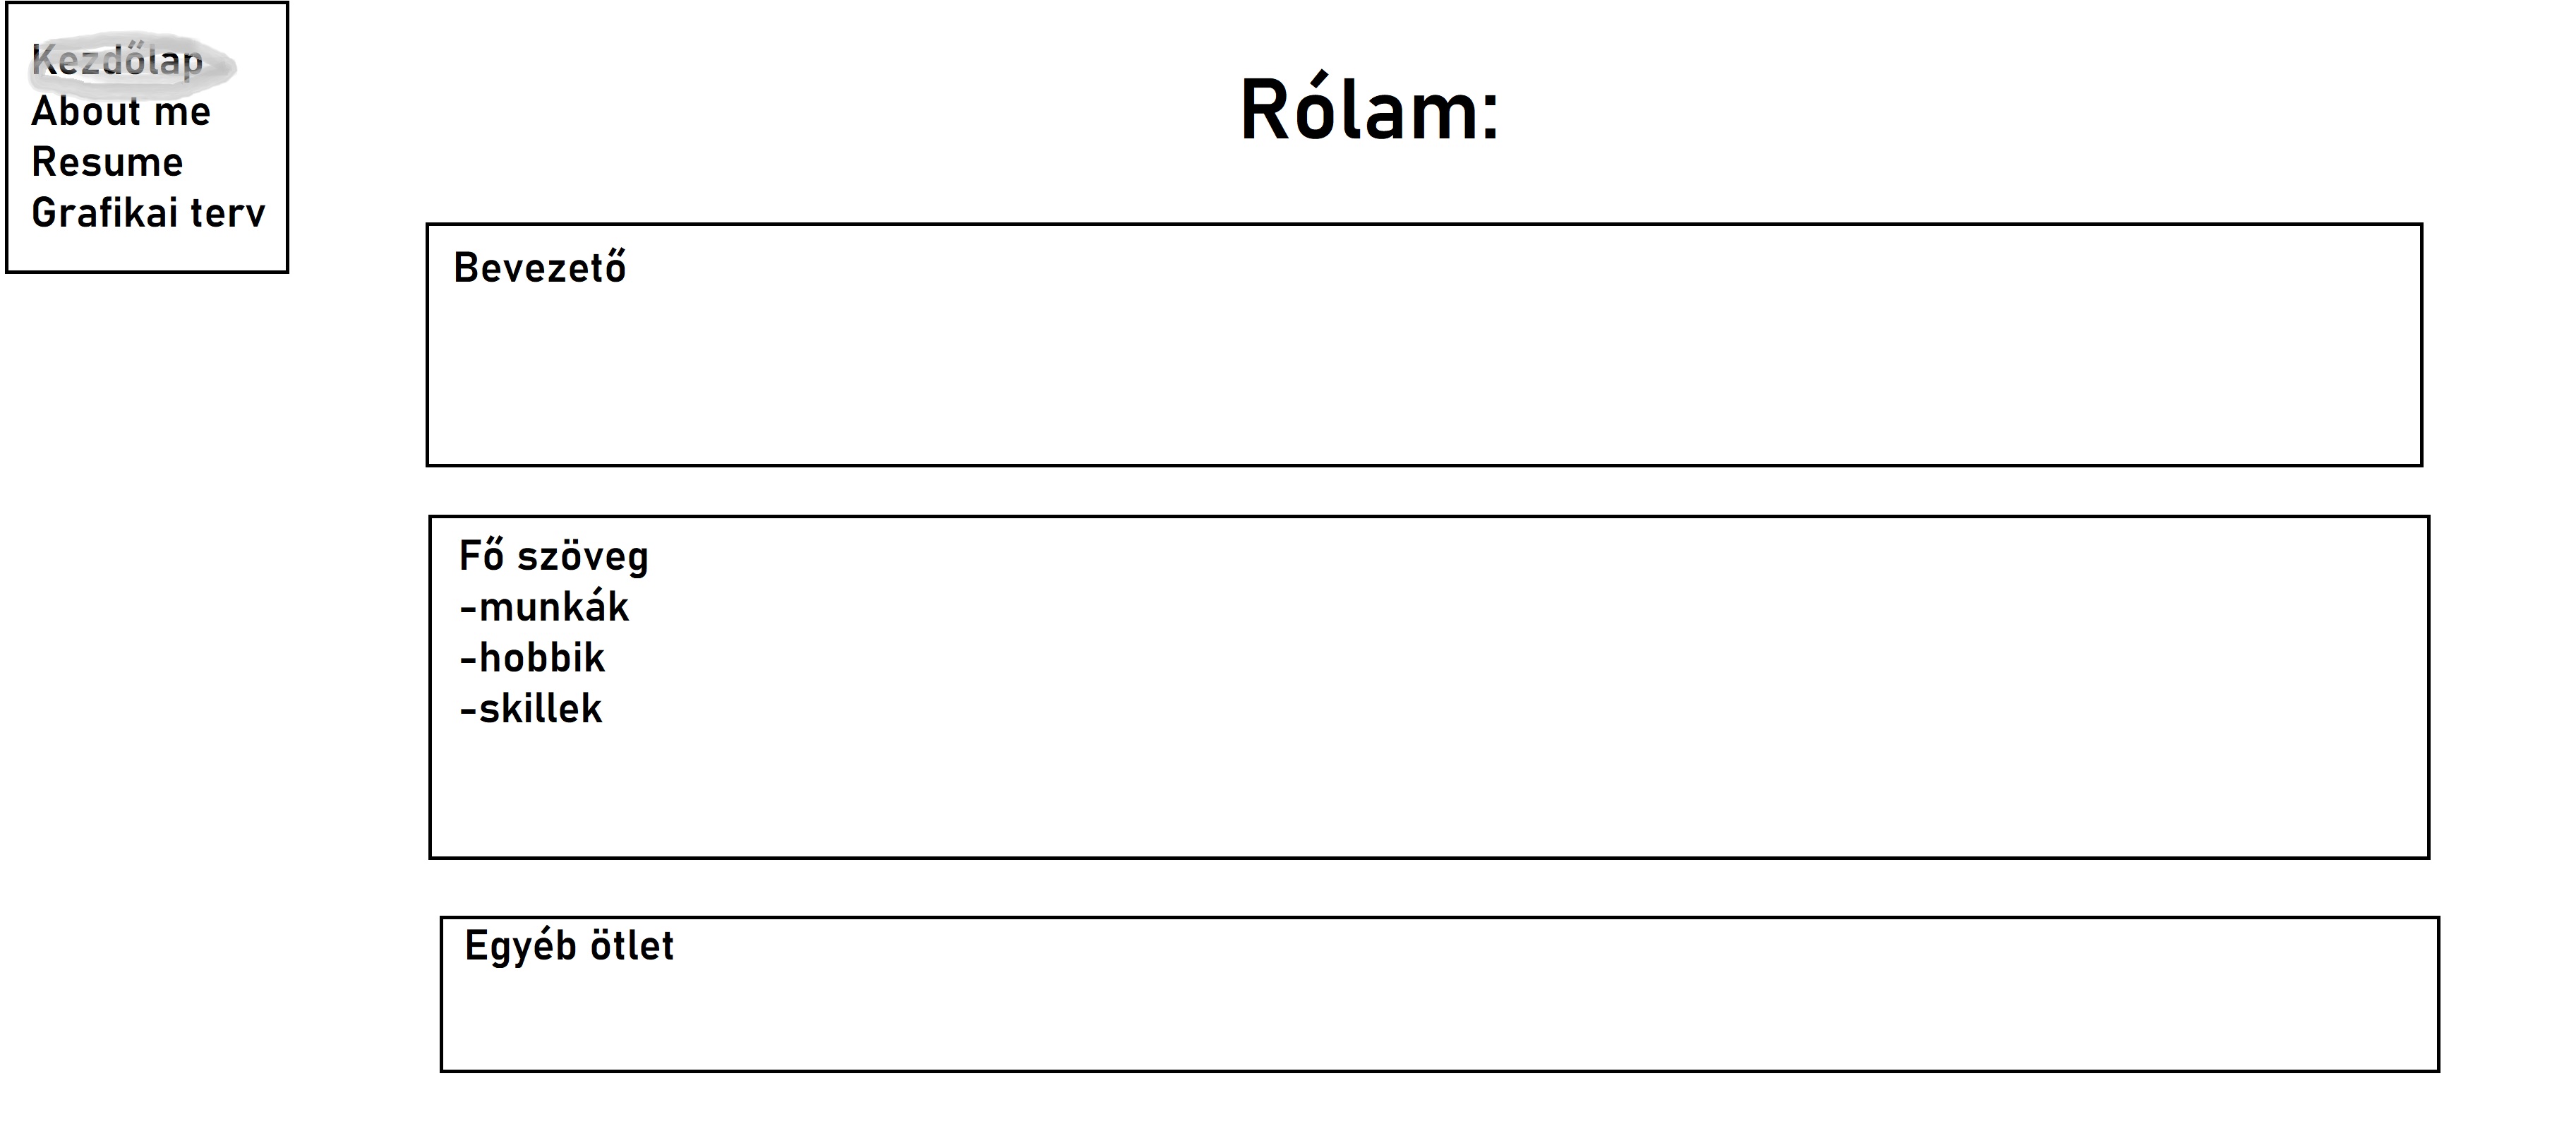 Kezdőlap
About me
Resume
Grafikai terv
Rólam:
Bevezető
Fő szöveg
-munkák
-hobbik
-skillek
Egyéb ötlet